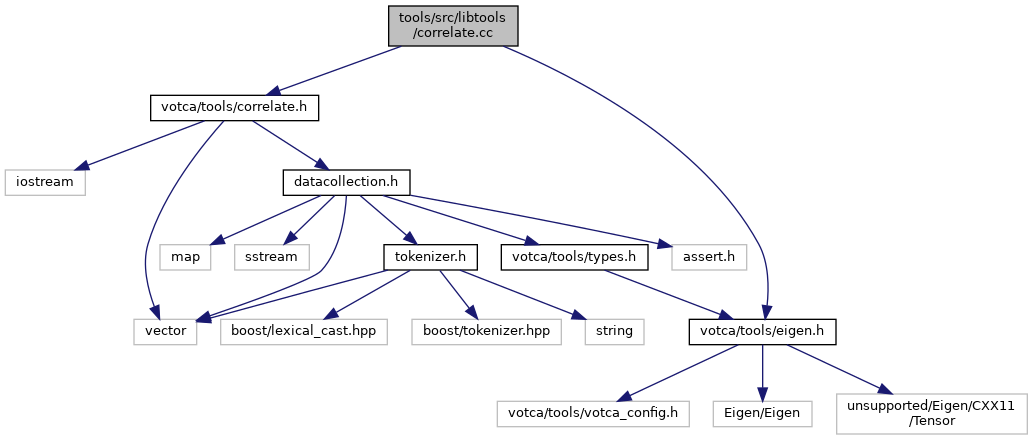 tools/src/libtools
/correlate.cc
votca/tools/correlate.h
iostream
datacollection.h
map
sstream
tokenizer.h
votca/tools/types.h
assert.h
vector
boost/lexical_cast.hpp
boost/tokenizer.hpp
string
votca/tools/eigen.h
votca/tools/votca_config.h
Eigen/Eigen
unsupported/Eigen/CXX11
/Tensor